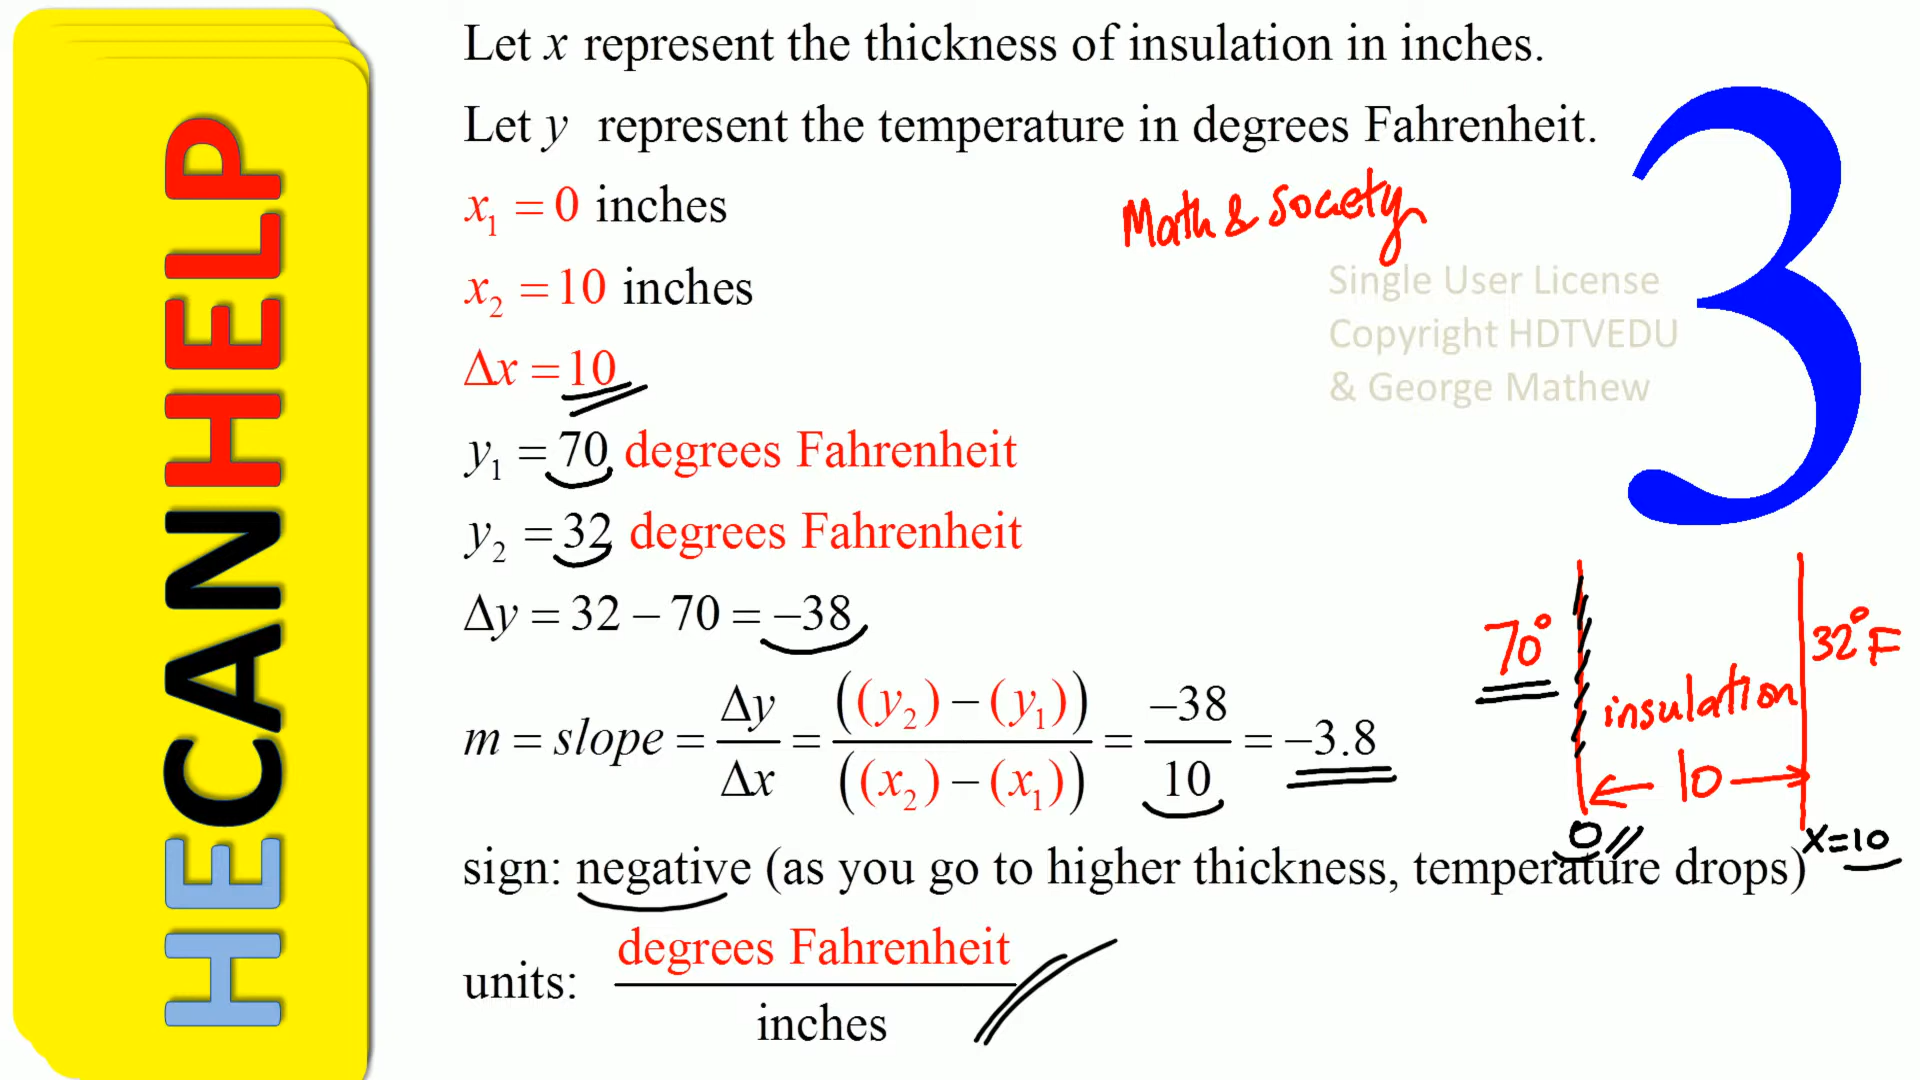 HECANHELP
Let x represent the thickness of insulation in inches.
Let y represent the temperature in degrees Fahrenheit.
x₁ = 0 inches
Math & Society
x₂ = 10 inches
Single User License
Copyright HDTVEDU
& George Mathew
3
Δx = 10
y₁ = 70 degrees Fahrenheit
y₂ = 32 degrees Fahrenheit
Δy = 32 − 70 = −38
m = slope = Δy/Δx = ((y₂) − (y₁))/((x₂) − (x₁)) = −38/10 = −3.8
70°
32°F
insulation
10
0
x=10
sign: negative (as you go to higher thickness, temperature drops)
units: degrees Fahrenheit/inches